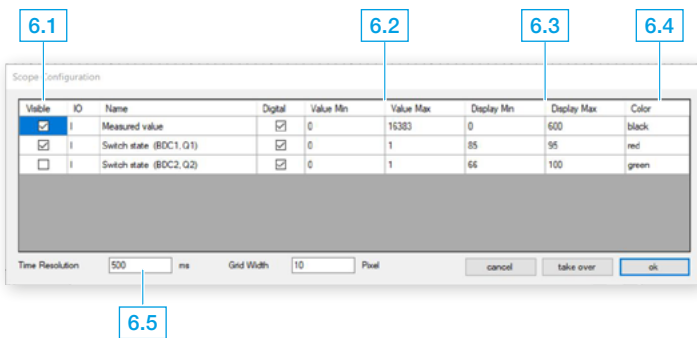 6.1 6.2 6.3 6.4
Scope Configuration
Visible IO Name Digital Value Min Value Max Display Min Display Max Color
I Measured value 0 16383 0 600 black
I Switch state (BDC1, Q1) 0 1 85 95 red
I Switch state (BDC2, Q2) 0 1 66 100 green
Time Resolution 500 ms Grid Width 10 Pixel cancel take over ok
6.5